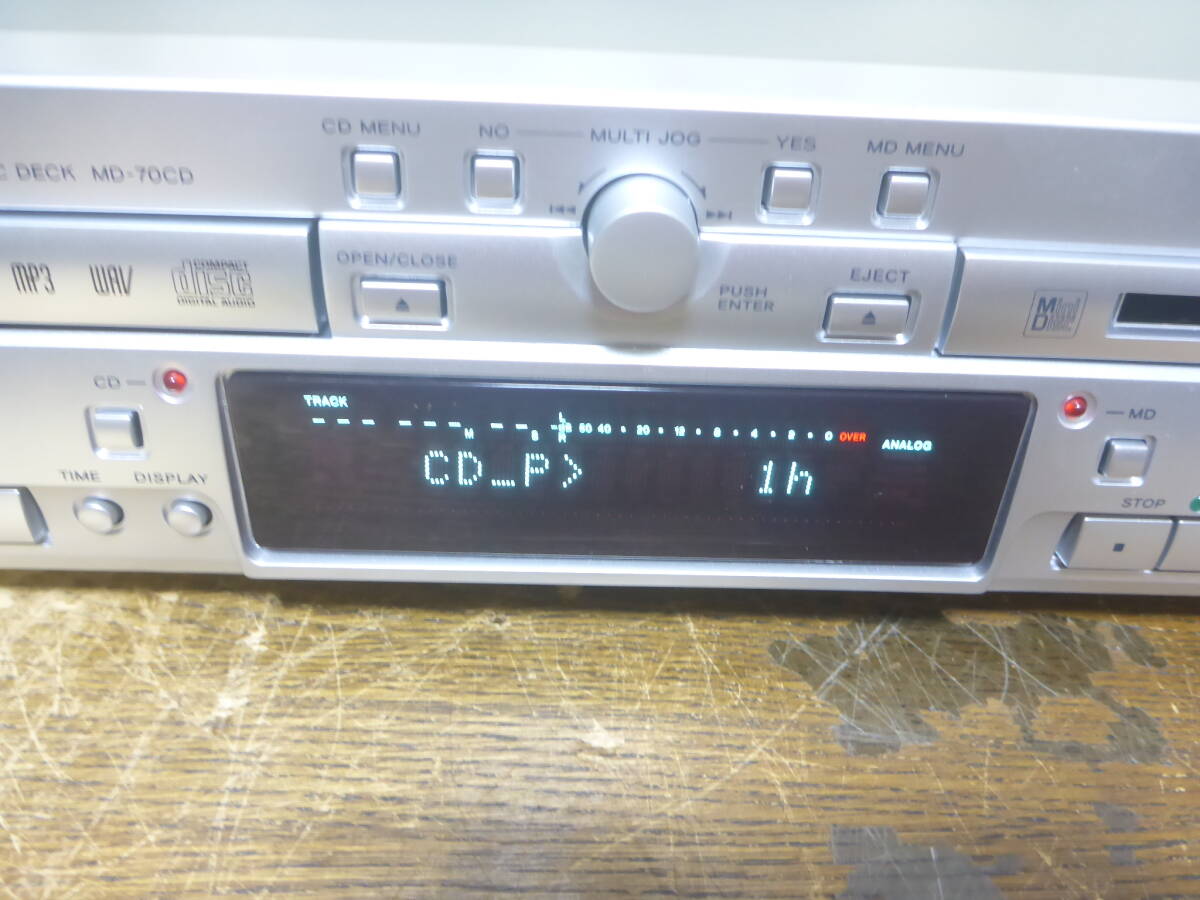 CD MENU NO MULTI JOG YES MD MENU
C DECK MD-70CD
OPEN/CLOSE
EJECT
PUSH
ENTER
MP3 WAV COMPACT
disc
DIGITAL AUDIO
Mini
Disc
CD
MD
TRACK
M S L R -dB 60 40 20 12 8 4 2 0 OVER ANALOG
CD_P> 1h
TIME DISPLAY
STOP